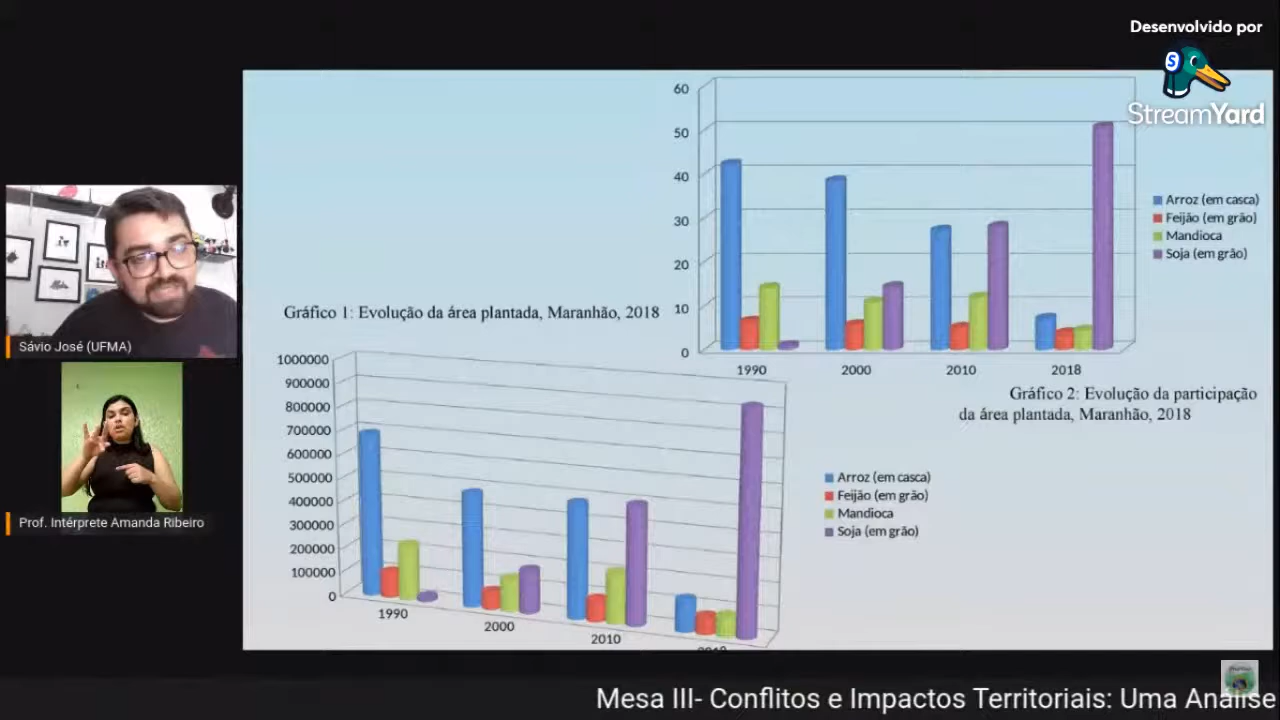 Desenvolvido por
StreamYard
60
50
40
30
20
10
0
1990
2000
2010
2018
Arroz (em casca)
Feijão (em grão)
Mandioca
Soja (em grão)
Gráfico 2: Evolução da participação
da área plantada, Maranhão, 2018
Sávio José (UFMA)
Prof. Intérprete Amanda Ribeiro
Gráfico 1: Evolução da área plantada, Maranhão, 2018
1000000
900000
800000
700000
600000
500000
400000
300000
200000
100000
0
1990
2000
2010
Arroz (em casca)
Feijão (em grão)
Mandioca
Soja (em grão)
Mesa III- Conflitos e Impactos Territoriais: Uma Análise